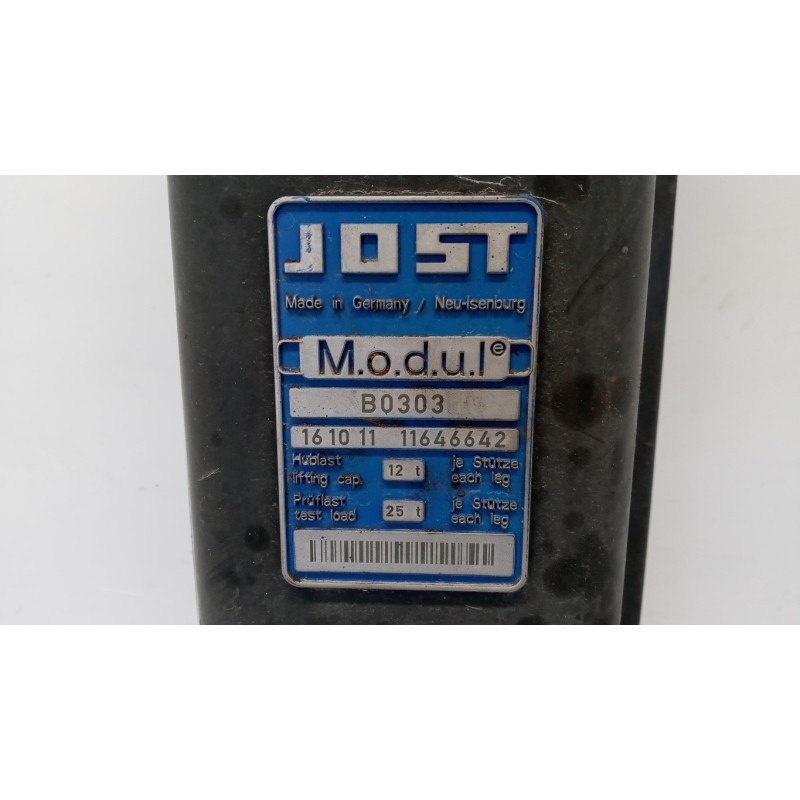 JOST
Made in Germany / Neu-Isenburg
M.o.d.u.l e
B0303
16 10 11 11646642
Hublast 12 t je Stütze
lifting cap. each leg
Prüflast 25 t je Stütze
test load each leg